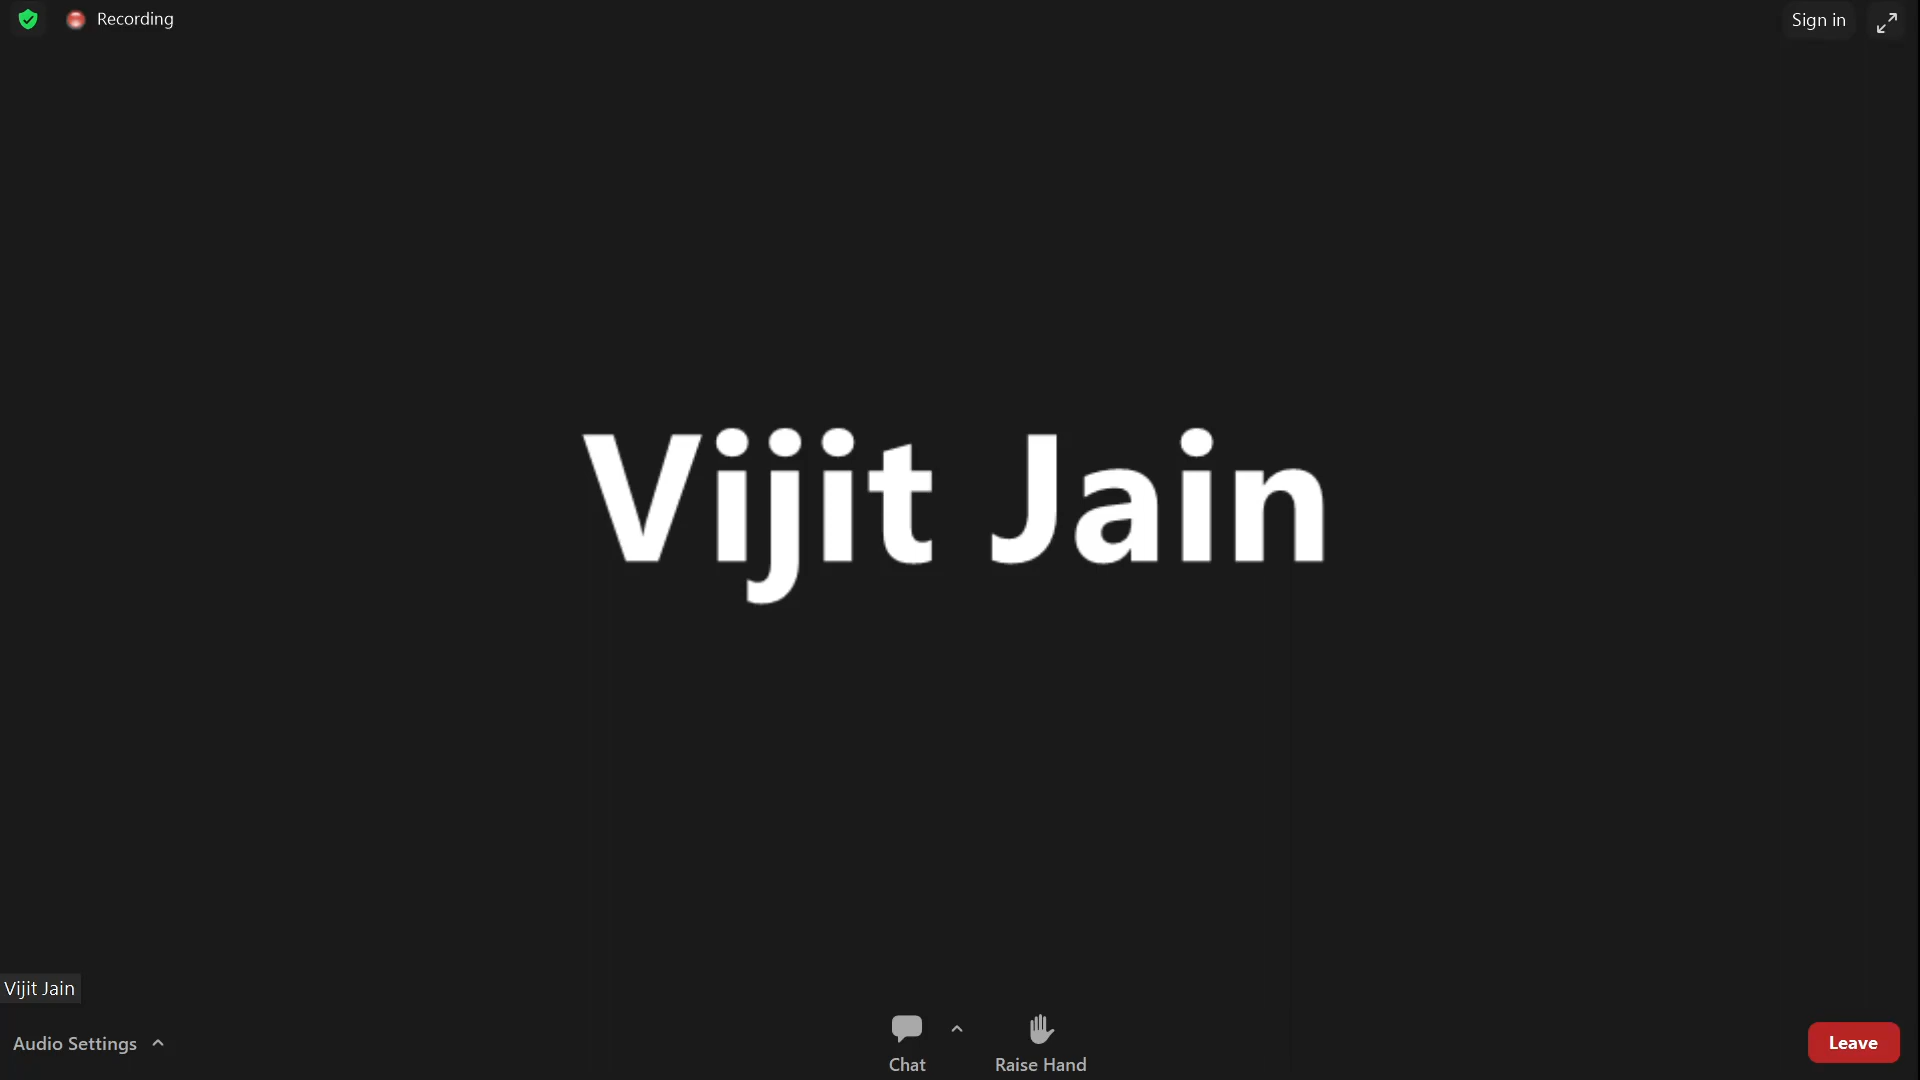 Recording
Sign in
Vijit Jain
Vijit Jain
Audio Settings
Chat
Raise Hand
Leave